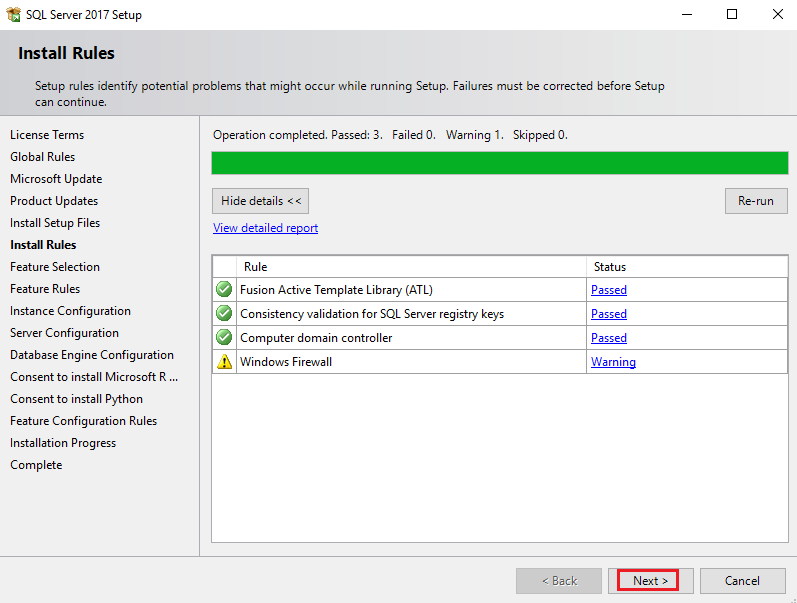 SQL Server 2017 Setup
Install Rules
Setup rules identify potential problems that might occur while running Setup. Failures must be corrected before Setup
can continue.
License Terms
Global Rules
Microsoft Update
Product Updates
Install Setup Files
Install Rules
Feature Selection
Feature Rules
Instance Configuration
Server Configuration
Database Engine Configuration
Consent to install Microsoft R ...
Consent to install Python
Feature Configuration Rules
Installation Progress
Complete
Operation completed. Passed: 3.   Failed 0.   Warning 1.   Skipped 0.
Hide details <<
Re-run
View detailed report
Rule Status
Fusion Active Template Library (ATL) Passed
Consistency validation for SQL Server registry keys Passed
Computer domain controller Passed
Windows Firewall Warning
< Back Next > Cancel